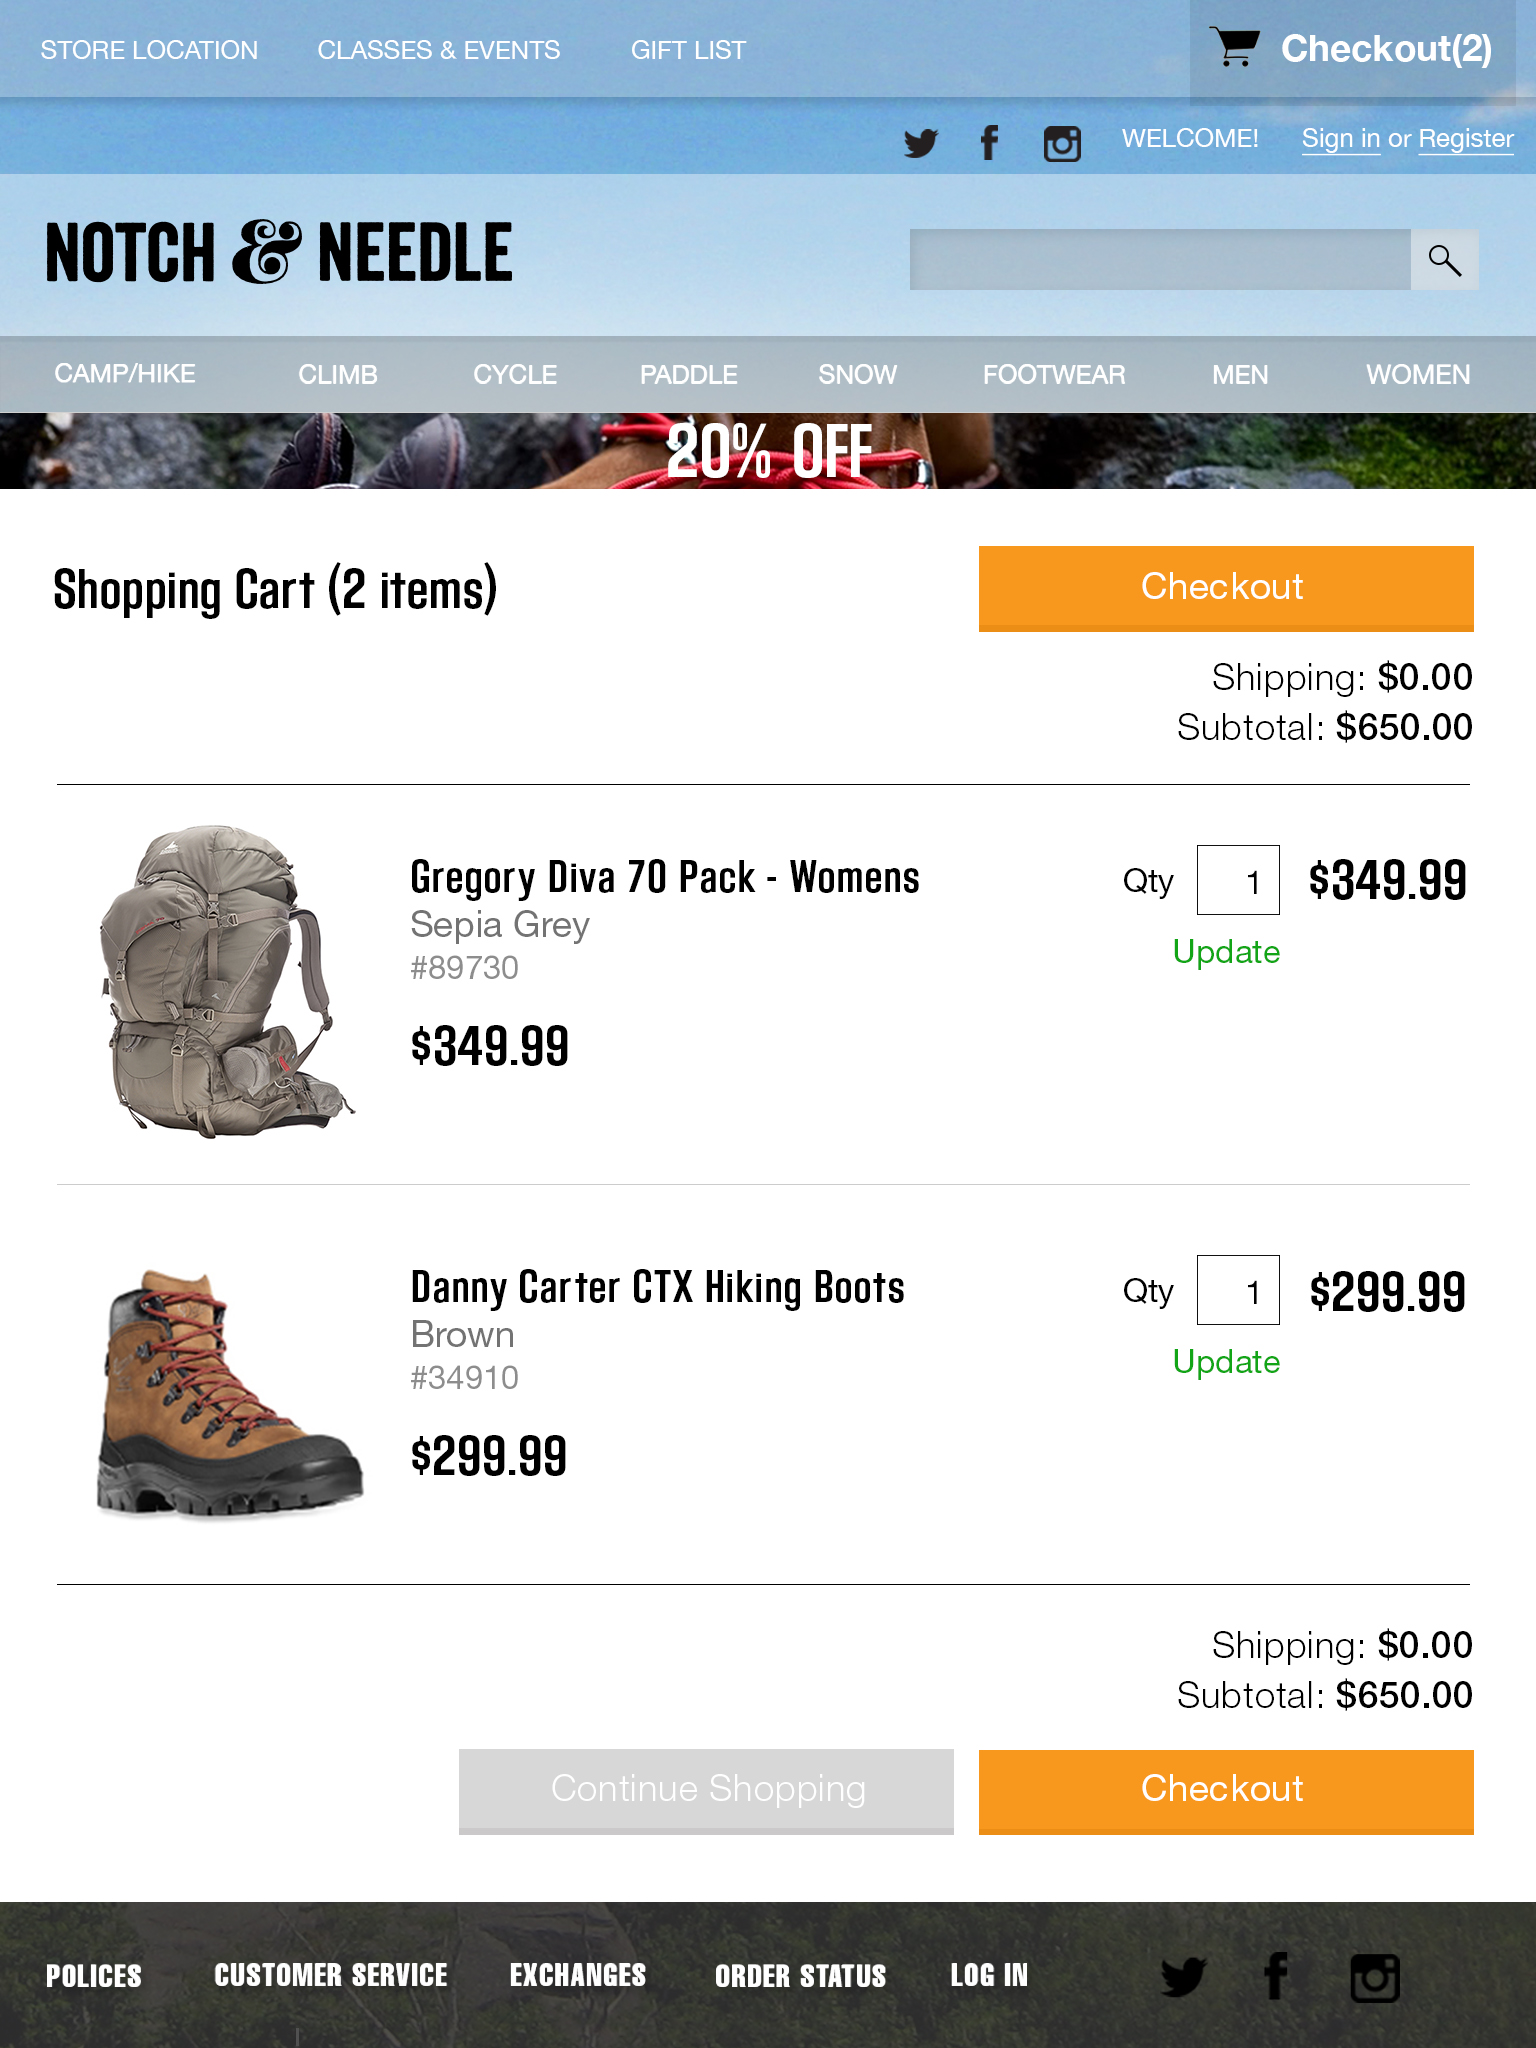 STORE LOCATION CLASSES & EVENTS GIFT LIST Checkout(2)
WELCOME! Sign in or Register
NOTCH & NEEDLE
CAMP/HIKE CLIMB CYCLE PADDLE SNOW FOOTWEAR MEN WOMEN
20% OFF
Shopping Cart (2 items)
Checkout
Shipping: $0.00
Subtotal: $650.00
Gregory Diva 70 Pack - Womens
Sepia Grey
#89730
$349.99
Qty 1 $349.99
Update
Danny Carter CTX Hiking Boots
Brown
#34910
$299.99
Qty 1 $299.99
Update
Shipping: $0.00
Subtotal: $650.00
Continue Shopping
Checkout
POLICES CUSTOMER SERVICE EXCHANGES ORDER STATUS LOG IN